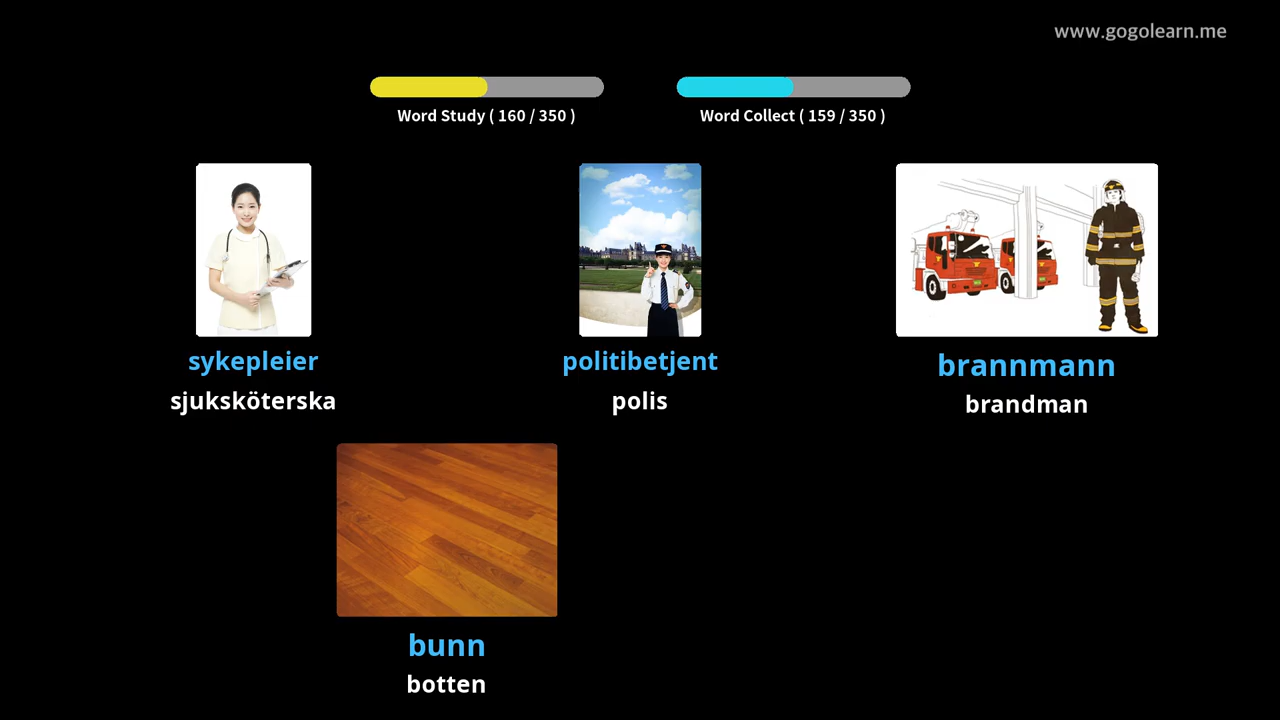 www.gogolearn.me
Word Study ( 160 / 350 )
Word Collect ( 159 / 350 )
sykepleier
sjuksköterska
politibetjent
polis
brannmann
brandman
bunn
botten